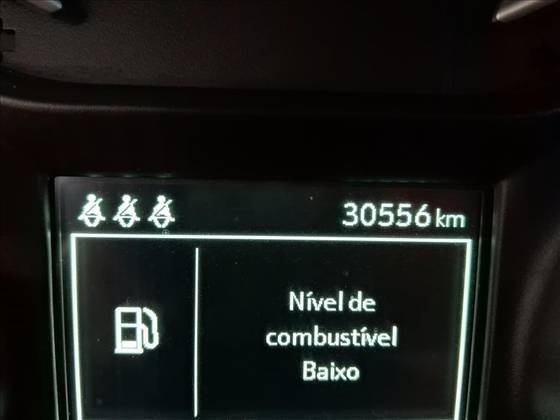 30556 km
Nível de
combustível
Baixo